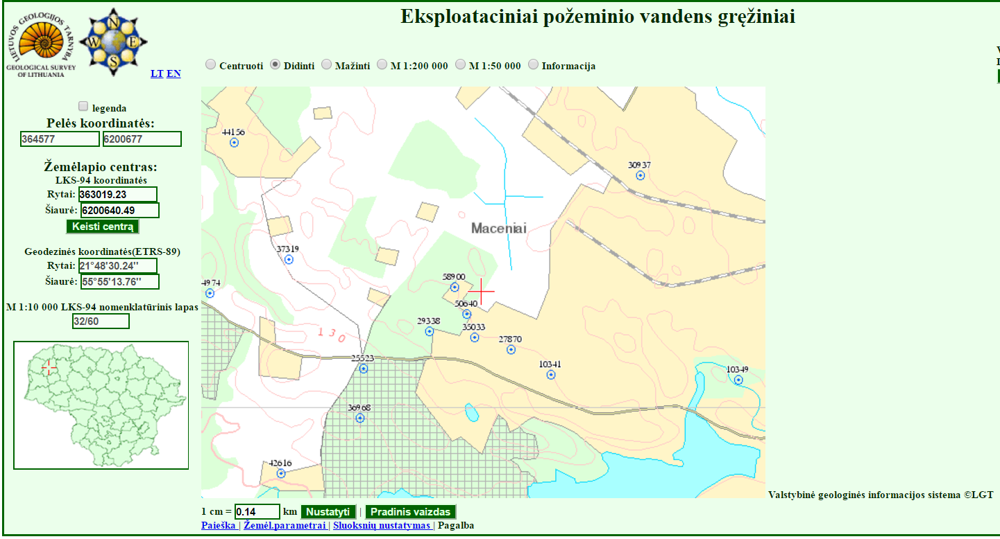 Eksploataciniai požeminio vandens gręžiniai
LIETUVOS GEOLOGIJOS TARNYBA
GEOLOGICAL SURVEY
OF LITHUANIA
N
W E
S
LT EN
Centruoti Didinti Mažinti M 1:200 000 M 1:50 000 Informacija
legenda
Pelės koordinatės:
364577 6200677
Žemėlapio centras:
LKS-94 koordinatės
Rytai: 363019.23
Šiaurė: 6200640.49
Keisti centrą
Geodezinės koordinatės(ETRS-89)
Rytai: 21°48'30.24"
Šiaurė: 55°55'13.76"
M 1:10 000 LKS-94 nomenklatūrinis lapas
32/60
44156
30937
Maceniai
37319
58900
4974
50640
29338
35033
130
27870
25523
10341
10349
36968
42616
Valstybinė geologinės informacijos sistema ©LGT
1 cm = 0.14 km Nustatyti | Pradinis vaizdas
Paieška | Žemėl.parametrai | Sluoksnių nustatymas | Pagalba